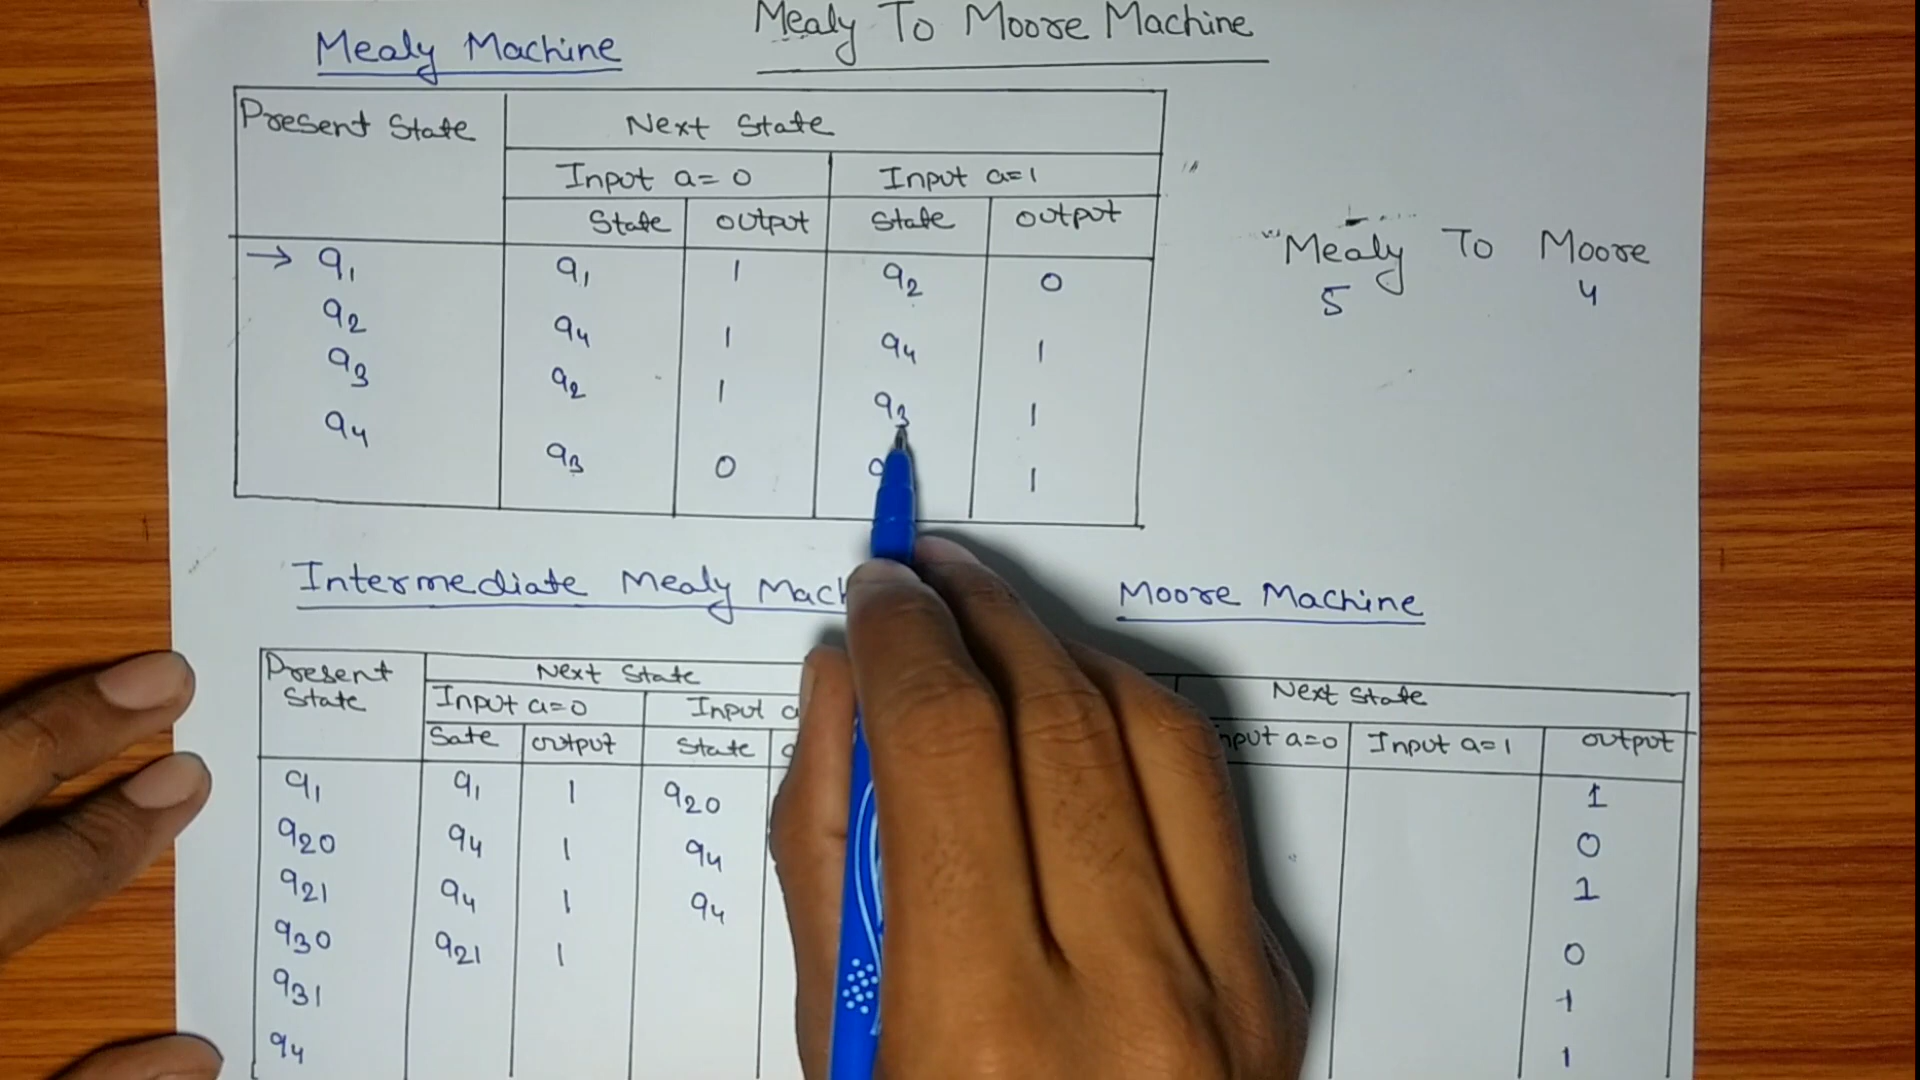 Mealy To Moore Machine
Mealy Machine
Present State Next State
Input a=0 Input a=1
State output State output
→ q1 q1 1 q2 0
q2 q4 1 q4 1
q3 q2 1 q3 1
q4 q3 0 1
Mealy To Moore
5 4
Intermediate Mealy
Moore Machine
Present State Next State
Input a=0 Input
Sate output State
q1 q1 1 q20
q20 q4 1 q4
q21 q4 1 q4
q30 q21 1
q31
q4
Next State
a=0 Input a=1 output
1
0
1
0
1
1